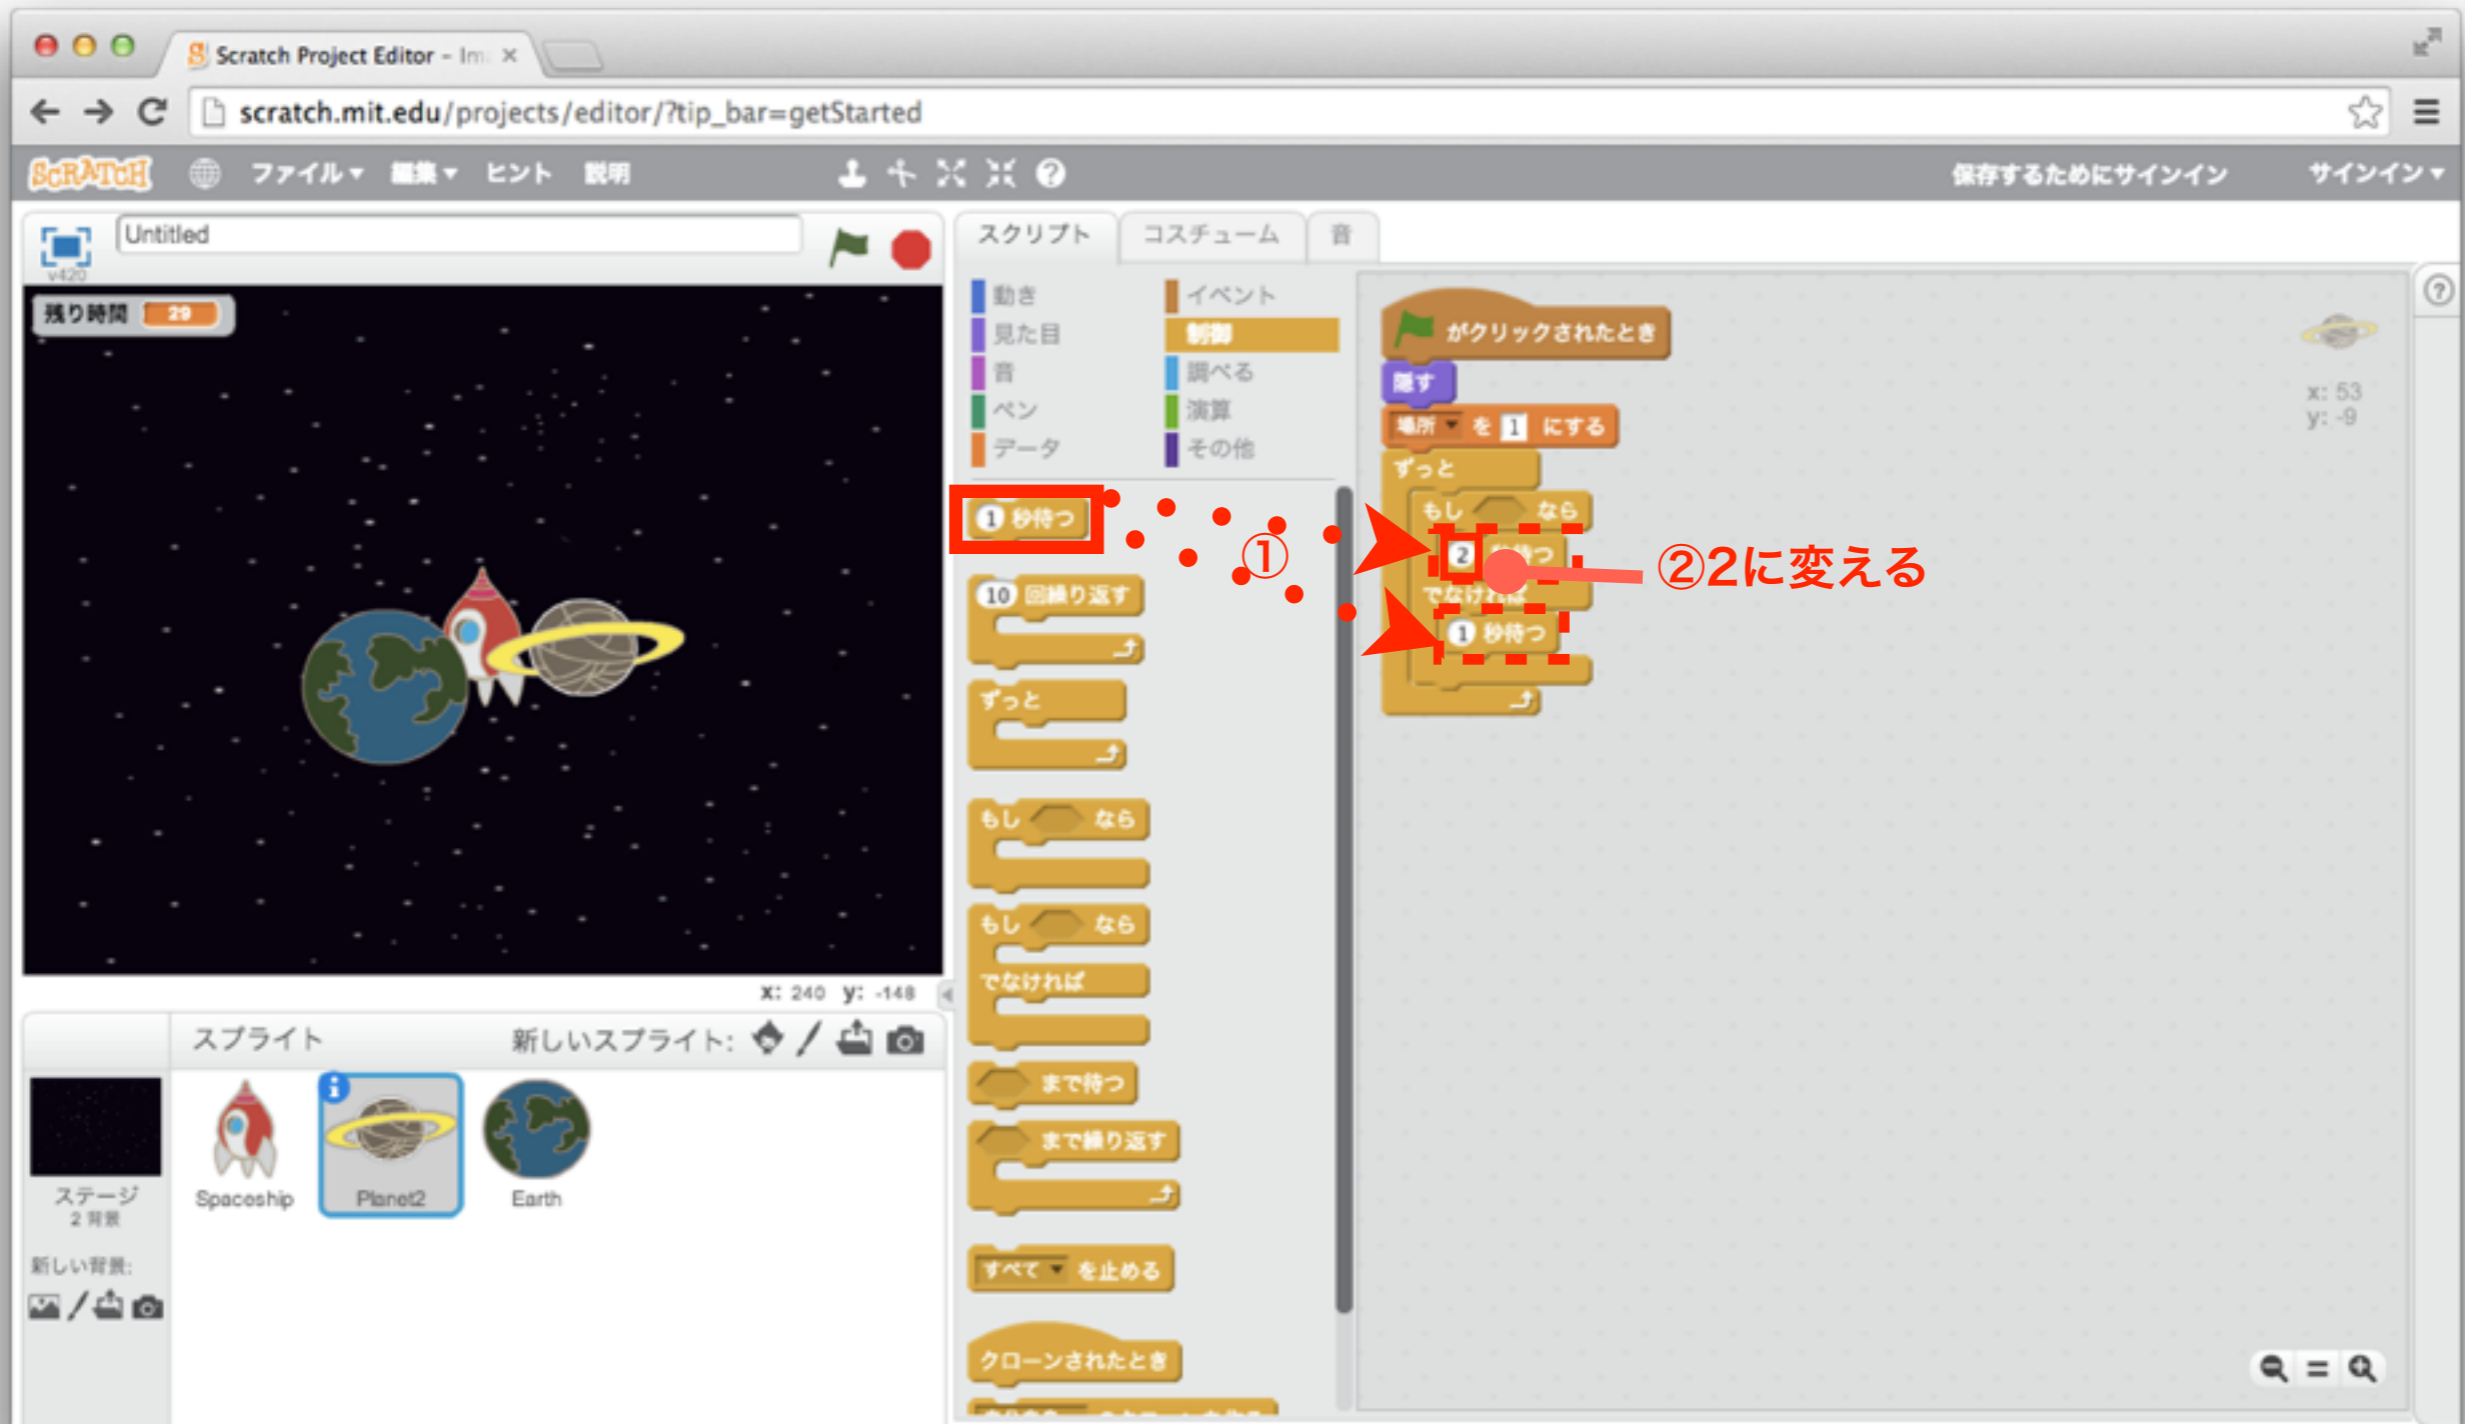 Scratch Project Editor – Im
scratch.mit.edu/projects/editor/?tip_bar=getStarted
SCRATCH ファイル 編集 ヒント 説明 保存するためにサインイン サインイン
Untitled
v420
スクリプト コスチューム 音
残り時間 29
動き イベント
見た目 制御
音 調べる
ペン 演算
データ その他
1 秒待つ
10 回繰り返す
ずっと
もし なら
もし なら
でなければ
まで待つ
まで繰り返す
すべて を止める
クローンされたとき
がクリックされたとき
隠す
場所 を 1 にする
ずっと
もし なら
2 秒待つ
でなければ
1 秒待つ
①
②2に変える
x: 53
y: -9
x: 240 y: -148
スプライト 新しいスプライト:
Spaceship Planet2 Earth
ステージ
2 背景
新しい背景: